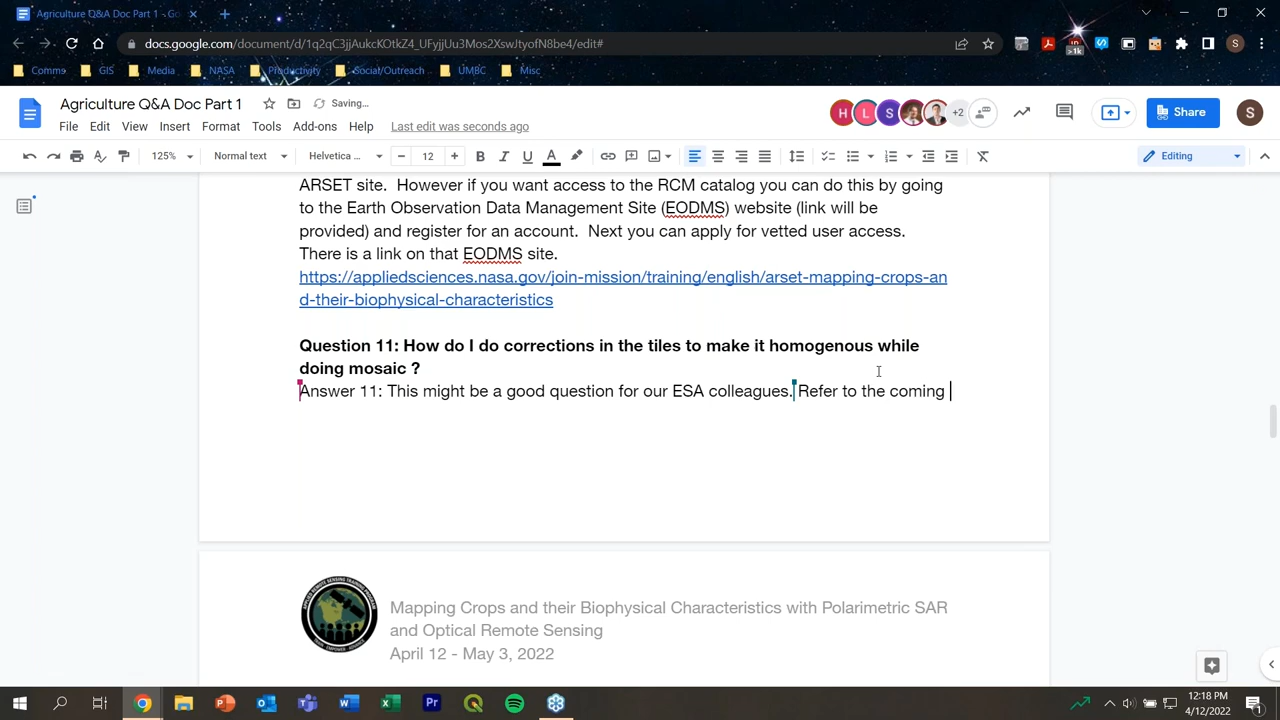 Agriculture Q&A Doc Part 1 - Go
docs.google.com/document/d/1q2qC3jjAukcKOtkZ4_UFyjjUu3Mos2XswJtyofN8be4/edit#
>1k
S
Comms GIS Media NASA Productivity Social/Outreach UMBC Misc
Agriculture Q&A Doc Part 1 Saving...
H L S +2 Share S
File Edit View Insert Format Tools Add-ons Help Last edit was seconds ago
125% Normal text Helvetica ... 12 B I U A Editing
ARSET site. However if you want access to the RCM catalog you can do this by going
to the Earth Observation Data Management Site (EODMS) website (link will be
provided) and register for an account. Next you can apply for vetted user access.
There is a link on that EODMS site.
https://appliedsciences.nasa.gov/join-mission/training/english/arset-mapping-crops-an
d-their-biophysical-characteristics
Question 11: How do I do corrections in the tiles to make it homogenous while
doing mosaic ?
Answer 11: This might be a good question for our ESA colleagues. Refer to the coming
APPLIED REMOTE SENSING TRAINING PROGRAM
Mapping Crops and their Biophysical Characteristics with Polarimetric SAR
and Optical Remote Sensing
April 12 - May 3, 2022
12:18 PM
4/12/2022